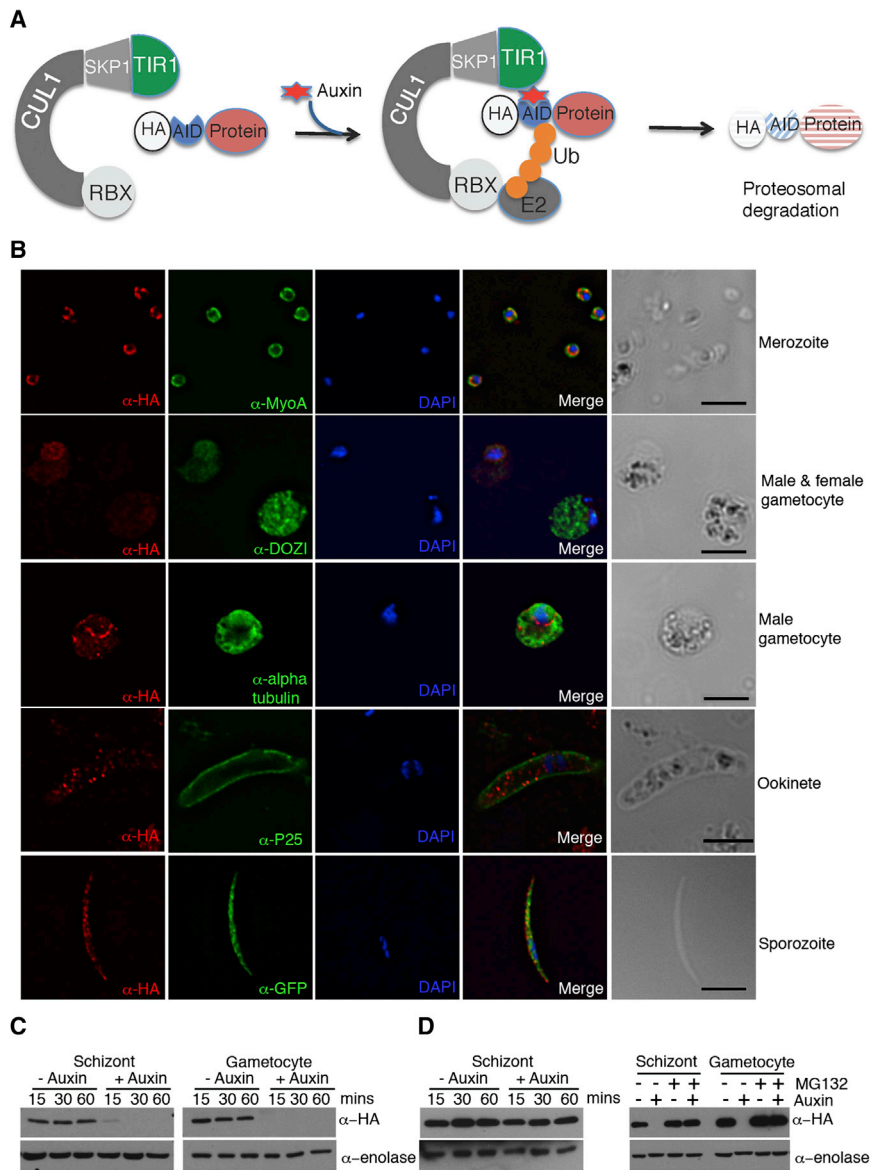 A
CUL1
SKP1
TIR1
HA
AID
Protein
RBX
Auxin
CUL1
SKP1
TIR1
HA
AID
Protein
Ub
RBX
E2
HA
AID
Protein
Proteosomal
degradation
B
α-HA
α-MyoA
DAPI
Merge
Merozoite
α-HA
α-DOZI
DAPI
Merge
Male & female
gametocyte
α-HA
α-alpha
tubulin
DAPI
Merge
Male
gametocyte
α-HA
α-P25
DAPI
Merge
Ookinete
α-HA
α-GFP
DAPI
Merge
Sporozoite
C
Schizont
- Auxin + Auxin
15 30 60 15 30 60
Gametocyte
- Auxin + Auxin
15 30 60 15 30 60 mins
α-HA
α-enolase
D
Schizont
- Auxin + Auxin
15 30 60 15 30 60 mins
Schizont Gametocyte
- - + + - - + + MG132
- + - + - + - + Auxin
α-HA
α-enolase